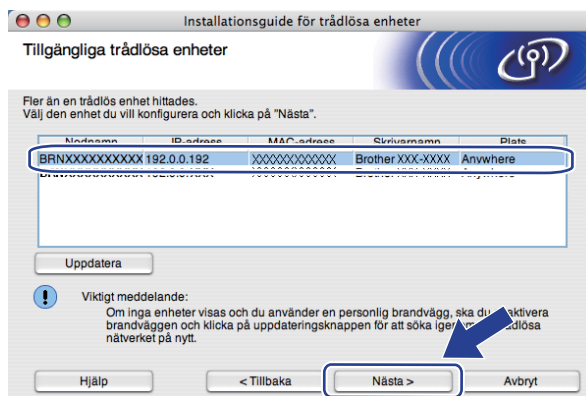 Installationsguide för trådlösa enheter
Tillgängliga trådlösa enheter
Fler än en trådlös enhet hittades.
Välj den enhet du vill konfigurera och klicka på "Nästa".
Nodnamn IP-adress MAC-adress Skrivarnamn Plats
BRNXXXXXXXXXX 192.0.0.192 XXXXXXXXXXXX Brother XXX-XXXX Anywhere
Uppdatera
Viktigt meddelande:
Om inga enheter visas och du använder en personlig brandvägg, ska du
brandväggen och klicka på uppdateringsknappen för att söka
nätverket på nytt.
Hjälp < Tillbaka Nästa > Avbryt